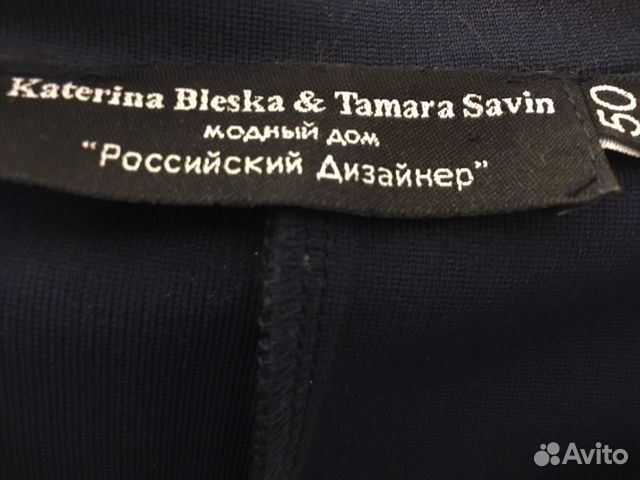 Katerina Bleska & Tamara Savin
модный дом
"Российский Дизайнер"
50
Avito